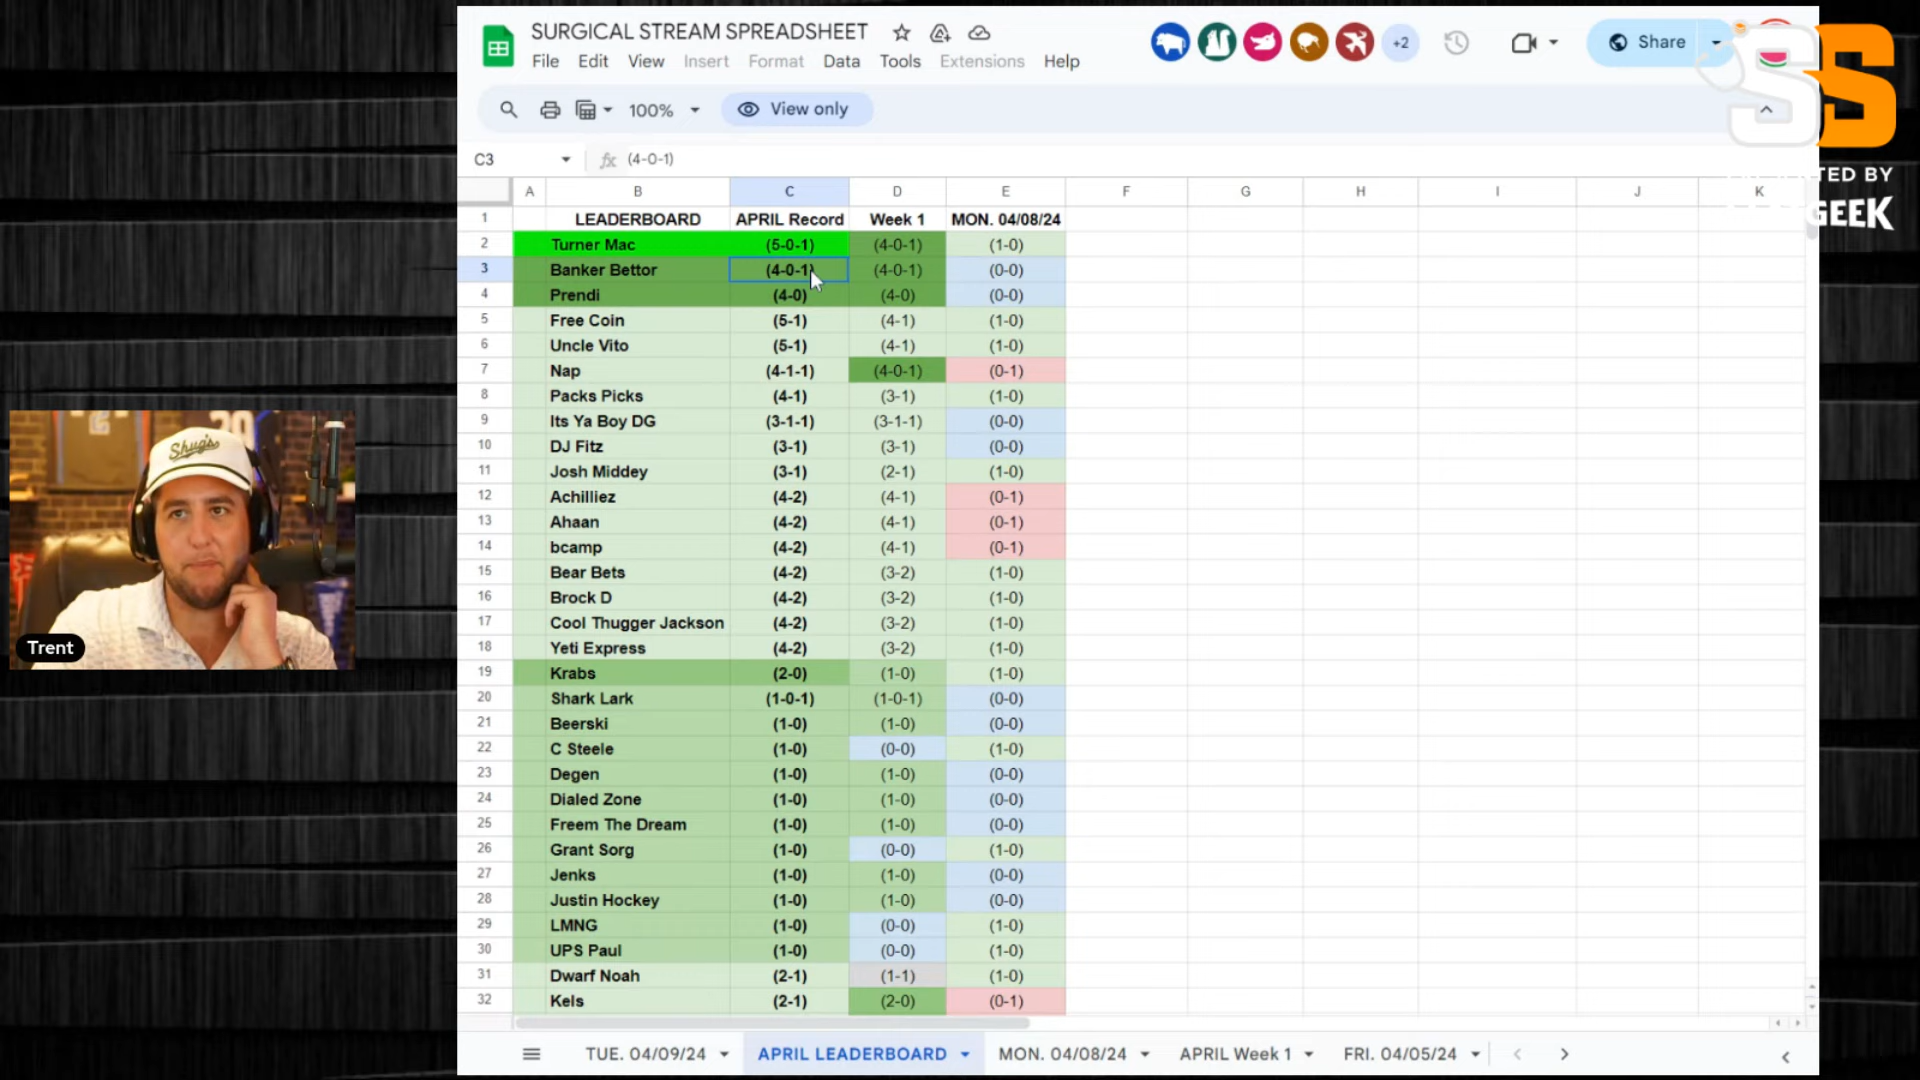 SURGICAL STREAM SPREADSHEET
File Edit View Insert Format Data Tools Extensions Help
+2
Share
SS
TED BY
GEEK
100%
View only
C3
fx (4-0-1)
A B C D E F G H I J K
1 LEADERBOARD APRIL Record Week 1 MON. 04/08/24
2 Turner Mac (5-0-1) (4-0-1) (1-0)
3 Banker Bettor (4-0-1) (4-0-1) (0-0)
4 Prendi (4-0) (4-0) (0-0)
5 Free Coin (5-1) (4-1) (1-0)
6 Uncle Vito (5-1) (4-1) (1-0)
7 Nap (4-1-1) (4-0-1) (0-1)
8 Packs Picks (4-1) (3-1) (1-0)
9 Its Ya Boy DG (3-1-1) (3-1-1) (0-0)
10 DJ Fitz (3-1) (3-1) (0-0)
11 Josh Middey (3-1) (2-1) (1-0)
12 Achilliez (4-2) (4-1) (0-1)
13 Ahaan (4-2) (4-1) (0-1)
14 bcamp (4-2) (4-1) (0-1)
15 Bear Bets (4-2) (3-2) (1-0)
16 Brock D (4-2) (3-2) (1-0)
17 Cool Thugger Jackson (4-2) (3-2) (1-0)
18 Yeti Express (4-2) (3-2) (1-0)
19 Krabs (2-0) (1-0) (1-0)
20 Shark Lark (1-0-1) (1-0-1) (0-0)
21 Beerski (1-0) (1-0) (0-0)
22 C Steele (1-0) (0-0) (1-0)
23 Degen (1-0) (1-0) (0-0)
24 Dialed Zone (1-0) (1-0) (0-0)
25 Freem The Dream (1-0) (1-0) (0-0)
26 Grant Sorg (1-0) (0-0) (1-0)
27 Jenks (1-0) (1-0) (0-0)
28 Justin Hockey (1-0) (1-0) (0-0)
29 LMNG (1-0) (0-0) (1-0)
30 UPS Paul (1-0) (0-0) (1-0)
31 Dwarf Noah (2-1) (1-1) (1-0)
32 Kels (2-1) (2-0) (0-1)
Shug's
Trent
TUE. 04/09/24 APRIL LEADERBOARD MON. 04/08/24 APRIL Week 1 FRI. 04/05/24